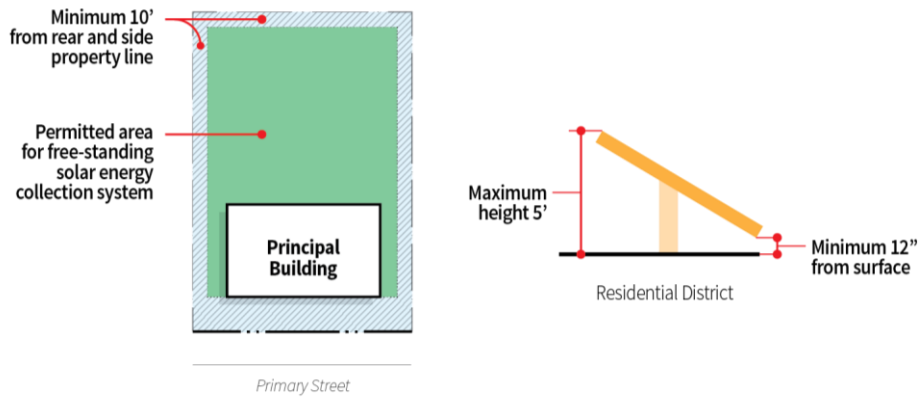 Minimum 10’
from rear and side
property line
Permitted area
for free-standing
solar energy
collection system
Principal
Building
Primary Street
Maximum
height 5’
Minimum 12”
from surface
Residential District